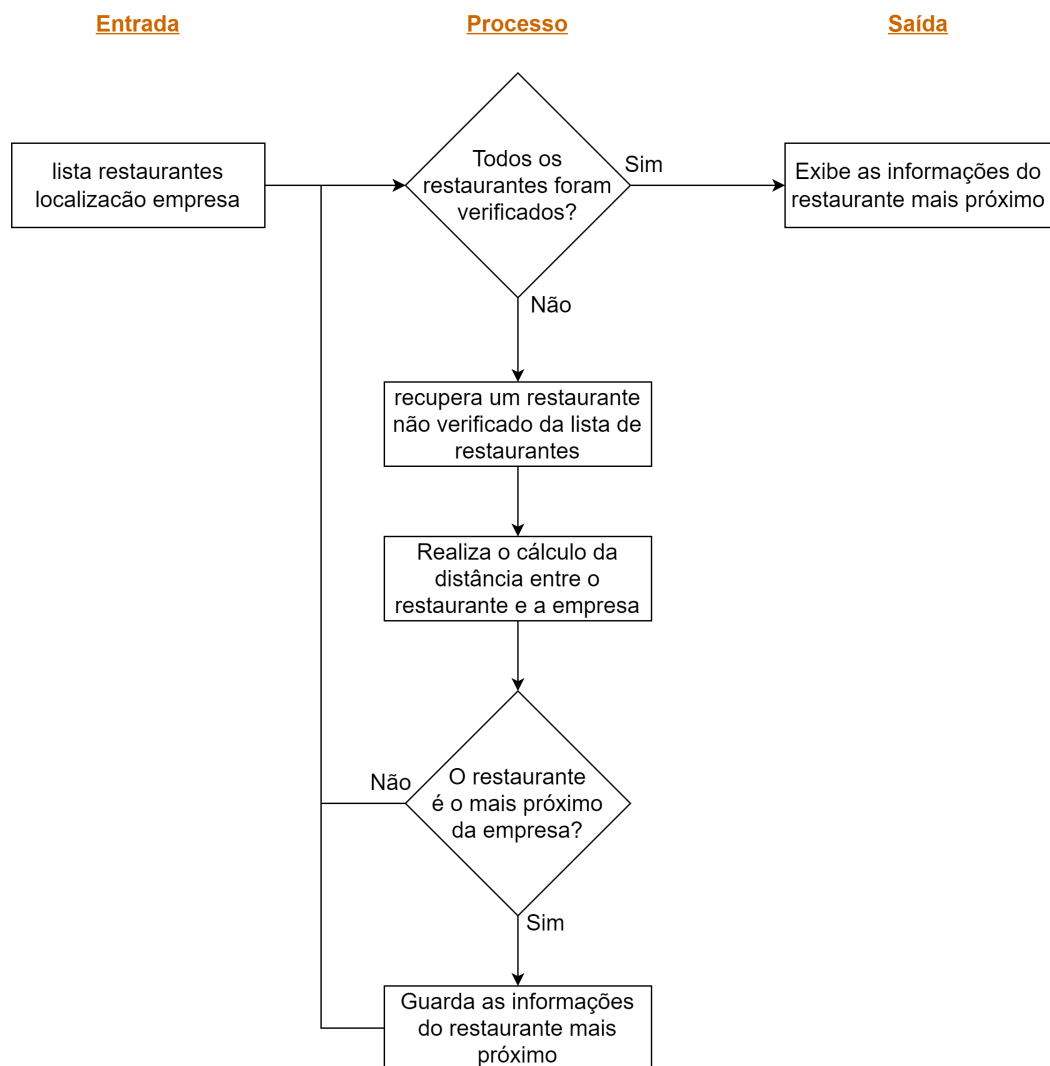 Entrada
Processo
Saída
lista restaurantes
localizacão empresa
Todos os
restaurantes foram
verificados?
Sim
Exibe as informações do
restaurante mais próximo
Não
recupera um restaurante
não verificado da lista de
restaurantes
Realiza o cálculo da
distância entre o
restaurante e a empresa
Não
O restaurante
é o mais próximo
da empresa?
Sim
Guarda as informações
do restaurante mais
próximo